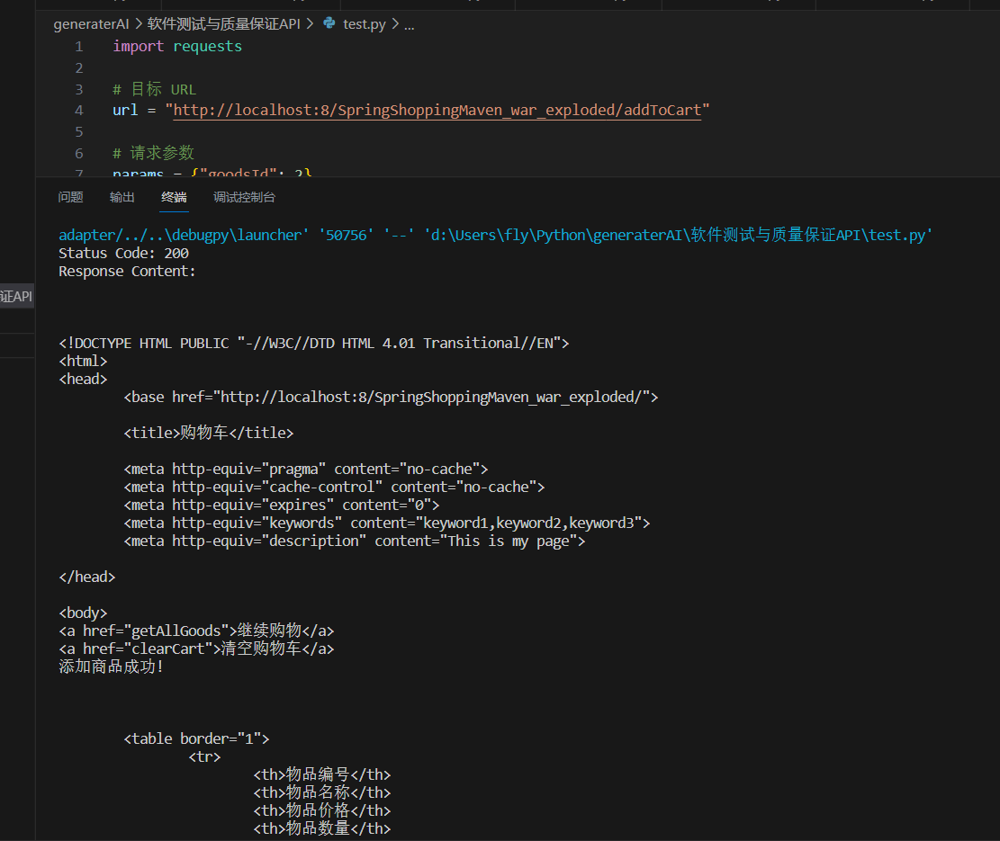 generaterAI > 软件测试与质量保证API > test.py > ...
1 import requests
2
3 # 目标 URL
4 url = "http://localhost:8/SpringShoppingMaven_war_exploded/addToCart"
5
6 # 请求参数
7 params = {"goodsId": 2}
问题 输出 终端 调试控制台
adapter/../..\debugpy\launcher' '50756' '--' 'd:\Users\fly\Python\generaterAI\软件测试与质量保证API\test.py'
Status Code: 200
Response Content:
证API
<!DOCTYPE HTML PUBLIC "-//W3C//DTD HTML 4.01 Transitional//EN">
<html>
<head>
<base href="http://localhost:8/SpringShoppingMaven_war_exploded/">
<title>购物车</title>
<meta http-equiv="pragma" content="no-cache">
<meta http-equiv="cache-control" content="no-cache">
<meta http-equiv="expires" content="0">
<meta http-equiv="keywords" content="keyword1,keyword2,keyword3">
<meta http-equiv="description" content="This is my page">
</head>
<body>
<a href="getAllGoods">继续购物</a>
<a href="clearCart">清空购物车</a>
添加商品成功!
<table border="1">
<tr>
<th>物品编号</th>
<th>物品名称</th>
<th>物品价格</th>
<th>物品数量</th>